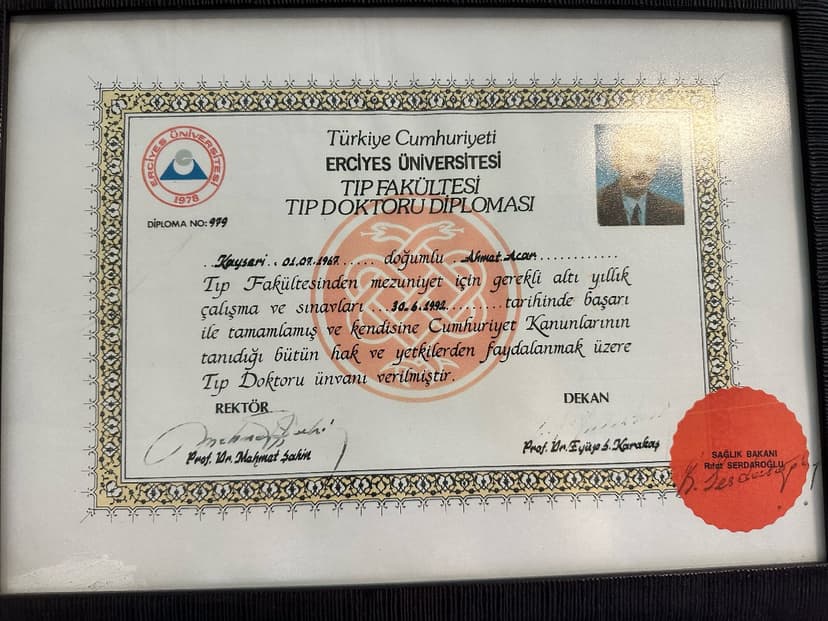 ERCİYES ÜNİVERSİTESİ
1978
DİPLOMA NO: 979
Türkiye Cumhuriyeti
ERCİYES ÜNİVERSİTESİ
TIP FAKÜLTESİ
TIP DOKTORU DİPLOMASI
Kayseri . 01.07.1967 ..... doğumlu . Ahmet Acar ............
Tıp Fakültesinden mezuniyet için gerekli altı yıllık
çalışma ve sınavları ... 30.6.1992 ......... tarihinde başarı
ile tamamlamış ve kendisine Cumhuriyet Kanunlarının
tanıdığı bütün hak ve yetkilerden faydalanmak üzere
Tıp Doktoru ünvanı verilmiştir.
REKTÖR
Prof. Dr. Mehmet Şahin
DEKAN
Prof. Dr. Eyüp S. Karakaş
SAĞLIK BAKANI
Rıfat SERDAROĞLU
R. Serdaroğlu